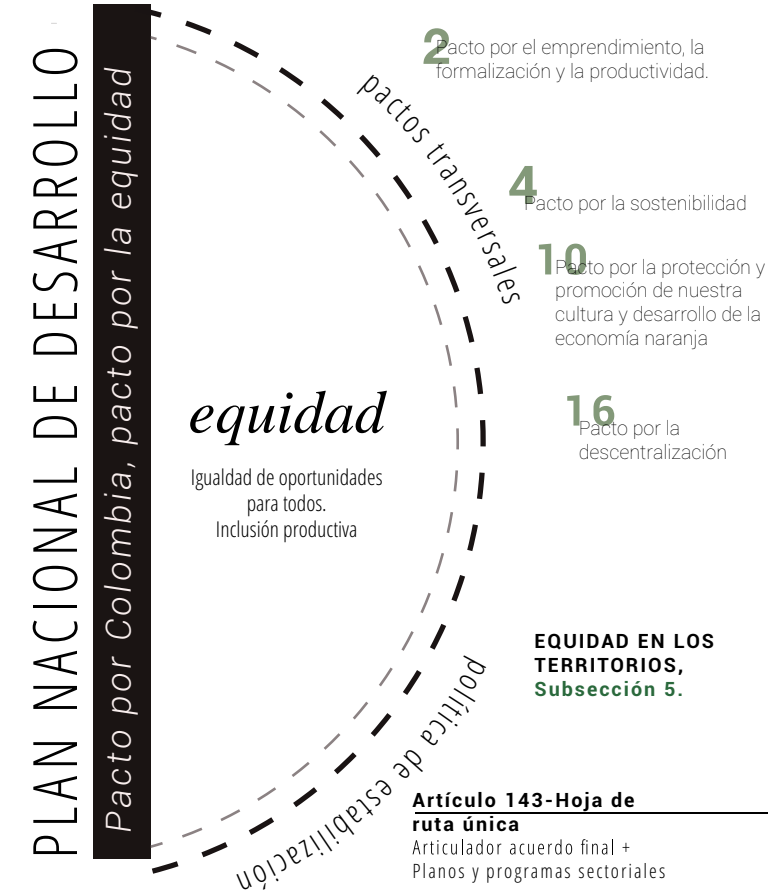 PLAN NACIONAL DE DESARROLLO
Pacto por Colombia, pacto por la equidad
equidad
Igualdad de oportunidades
para todos.
Inclusión productiva
pactos transversales
2
Pacto por el emprendimiento, la
formalización y la productividad.
4
Pacto por la sostenibilidad
10
Pacto por la protección y
promoción de nuestra
cultura y desarrollo de la
economía naranja
16
Pacto por la
descentralización
política de estabilización
EQUIDAD EN LOS
TERRITORIOS,
Subsección 5.
Artículo 143-Hoja de
ruta única
Articulador acuerdo final +
Planos y programas sectoriales